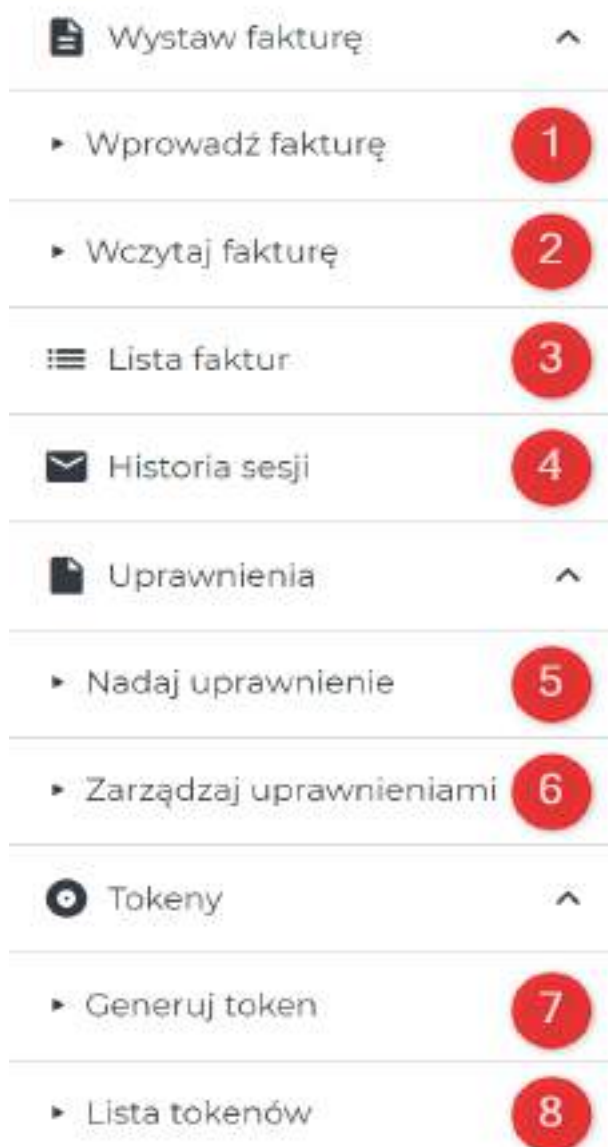 Wystaw fakturę
Wprowadź fakturę 1
Wczytaj fakturę 2
Lista faktur 3
Historia sesji 4
Uprawnienia
Nadaj uprawnienie 5
Zarządzaj uprawnieniami 6
Tokeny
Generuj token 7
Lista tokenów 8